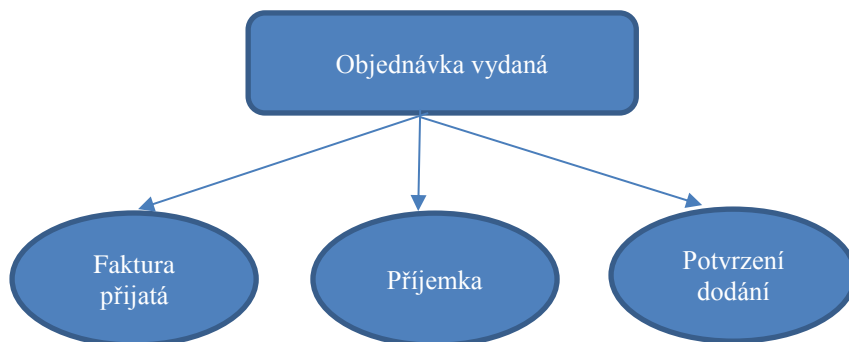 Objednávka vydaná
Faktura
přijatá
Příjemka
Potvrzení
dodání